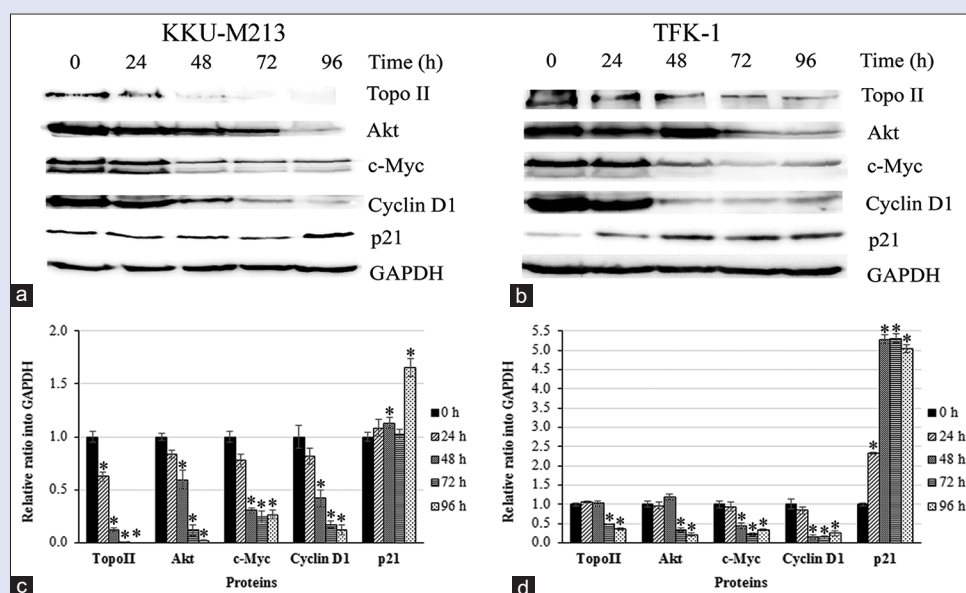 KKU-M213
0 24 48 72 96 Time (h)
Topo II
Akt
c-Myc
Cyclin D1
p21
GAPDH
a
TFK-1
0 24 48 72 96 Time (h)
Topo II
Akt
c-Myc
Cyclin D1
p21
GAPDH
b
Relative ratio into GAPDH
2.0
1.5
1.0
0.5
0.0
* * * * * * * * * * * * * * *
TopoII Akt c-Myc Cyclin D1 p21
Proteins
0 h
24 h
48 h
72 h
96 h
c
Relative ratio into GAPDH
5.5
5.0
4.5
4.0
3.5
3.0
2.5
2.0
1.5
1.0
0.5
0.0
* * * * * * * * * * * * * *
TopoII Akt c-Myc Cyclin D1 p21
Proteins
0 h
24 h
48 h
72 h
96 h
d